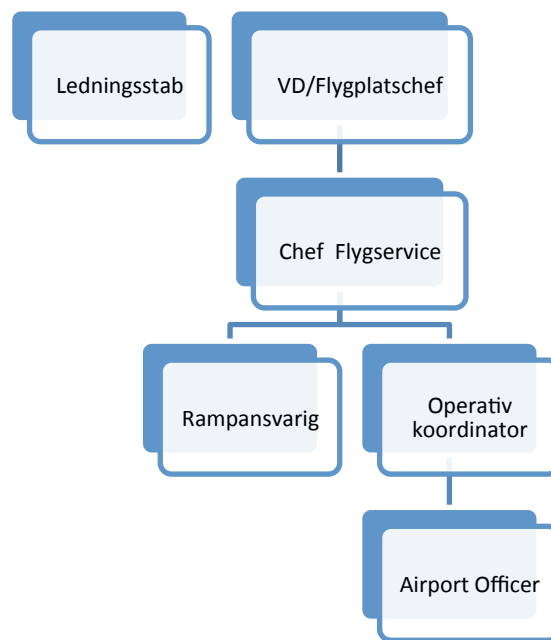 Ledningsstab
VD/Flygplatschef
Chef Flygservice
Rampansvarig
Operativ
koordinator
Airport Officer